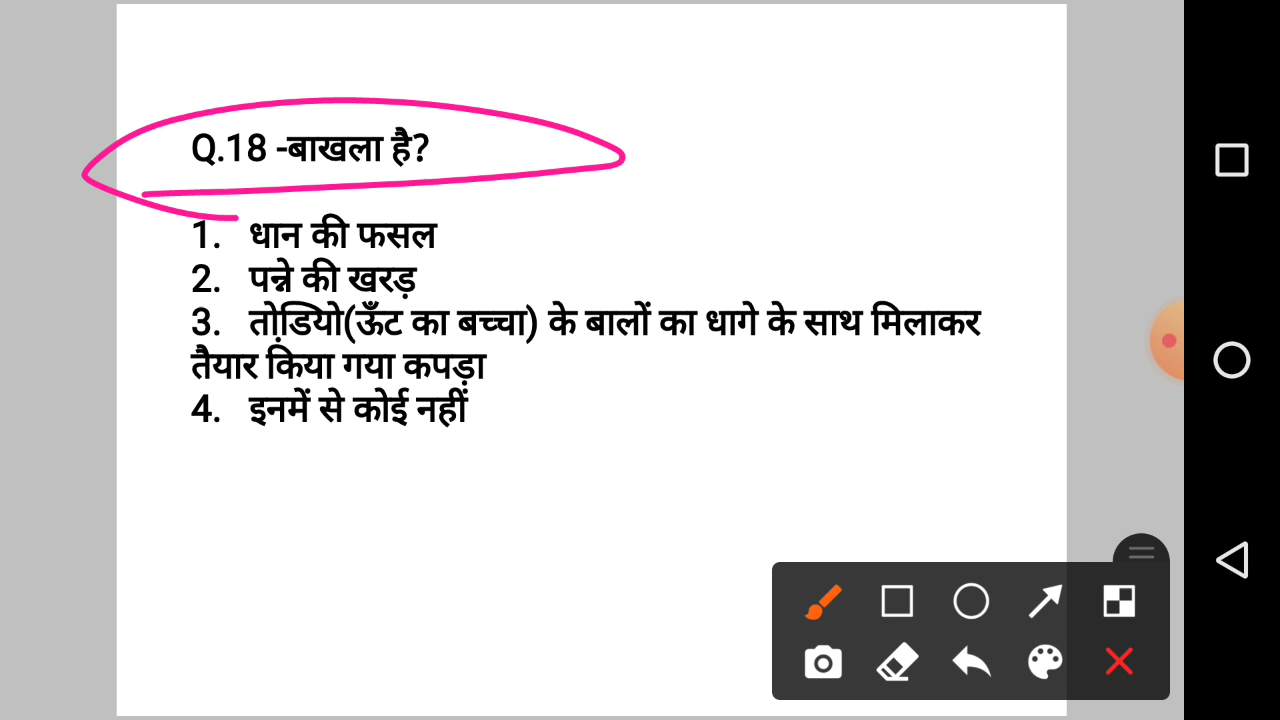 Q.18 -बाखला है?
1. धान की फसल
2. पन्ने की खरड़
3. तोडि़यो(ऊँट का बच्चा) के बालों का धागे के साथ मिलाकर
तैयार किया गया कपड़ा
4. इनमें से कोई नहीं